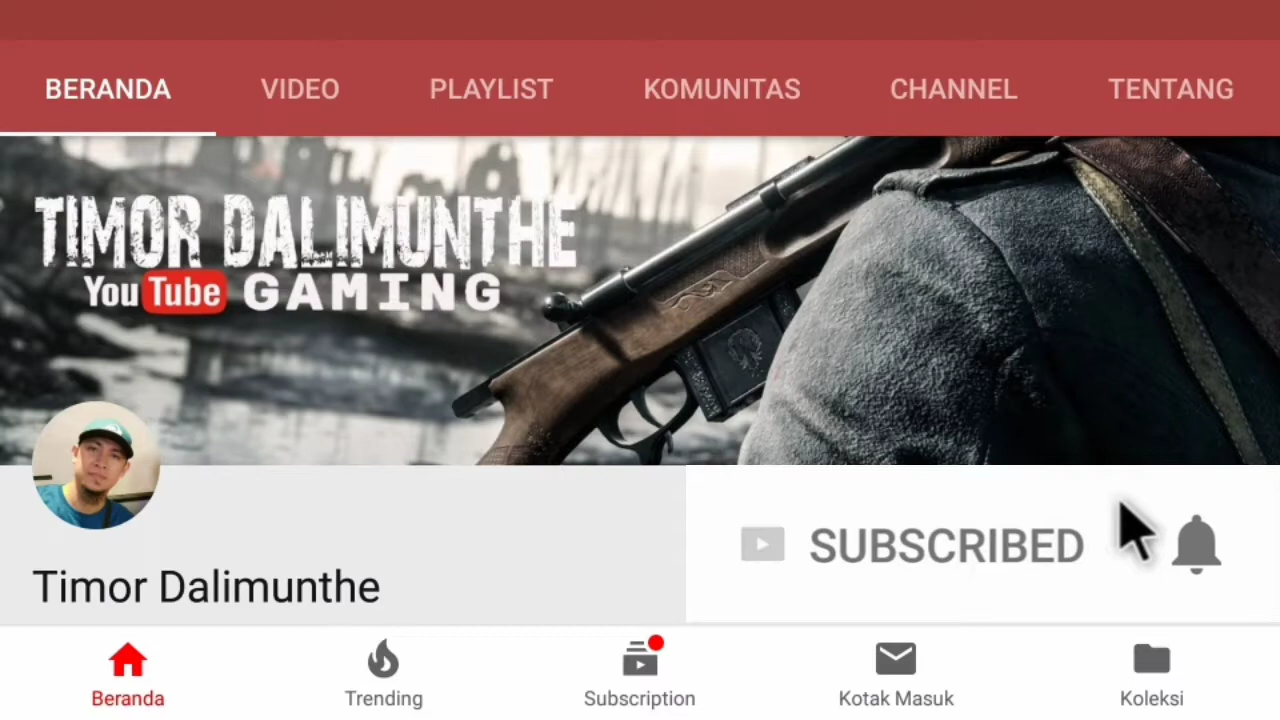 BERANDA VIDEO PLAYLIST KOMUNITAS CHANNEL TENTANG
TIMOR DALIMUNTHE
YouTube GAMING
SUBSCRIBED
Timor Dalimunthe
Beranda Trending Subscription Kotak Masuk Koleksi